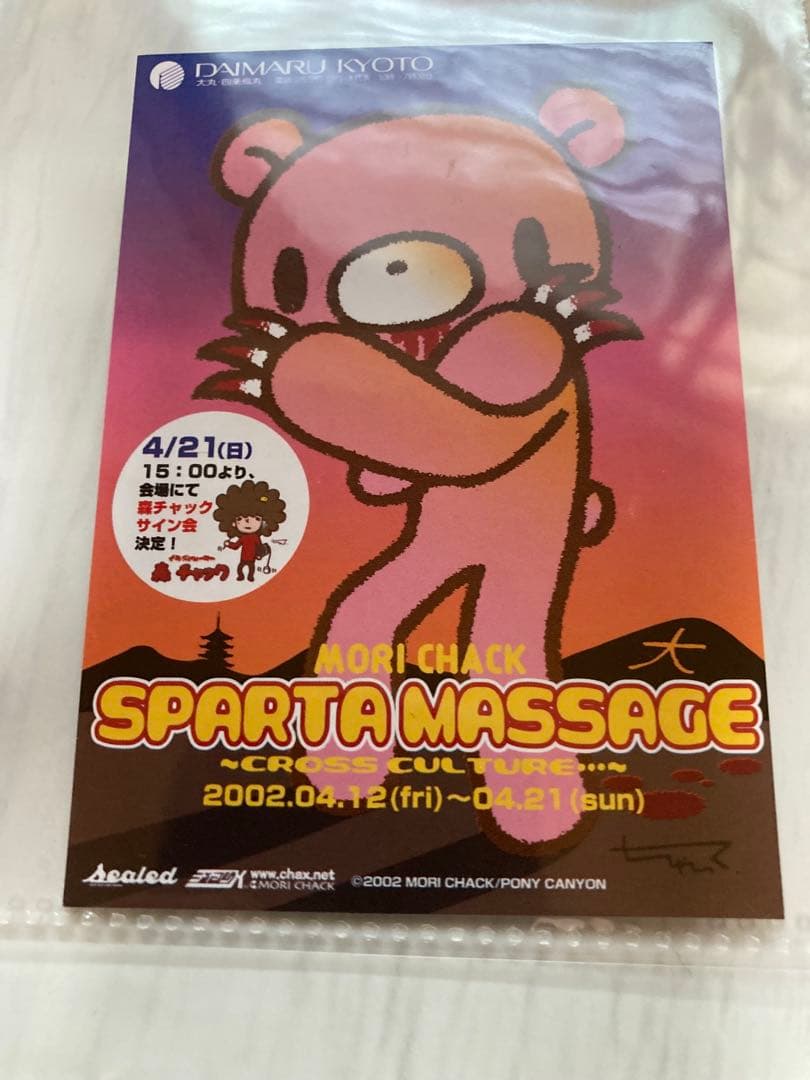 DAIMARU KYOTO
大丸・四条烏丸
4/21(日)
15：00より、
会場にて
森チャック
サイン会
決定！
森チャック
大
MORI CHACK
SPARTA MASSAGE
~CROSS CULTURE…~
2002.04.12(fri)~04.21(sun)
Sealed
www.chax.net
MORI CHACK
©2002 MORI CHACK/PONY CANYON